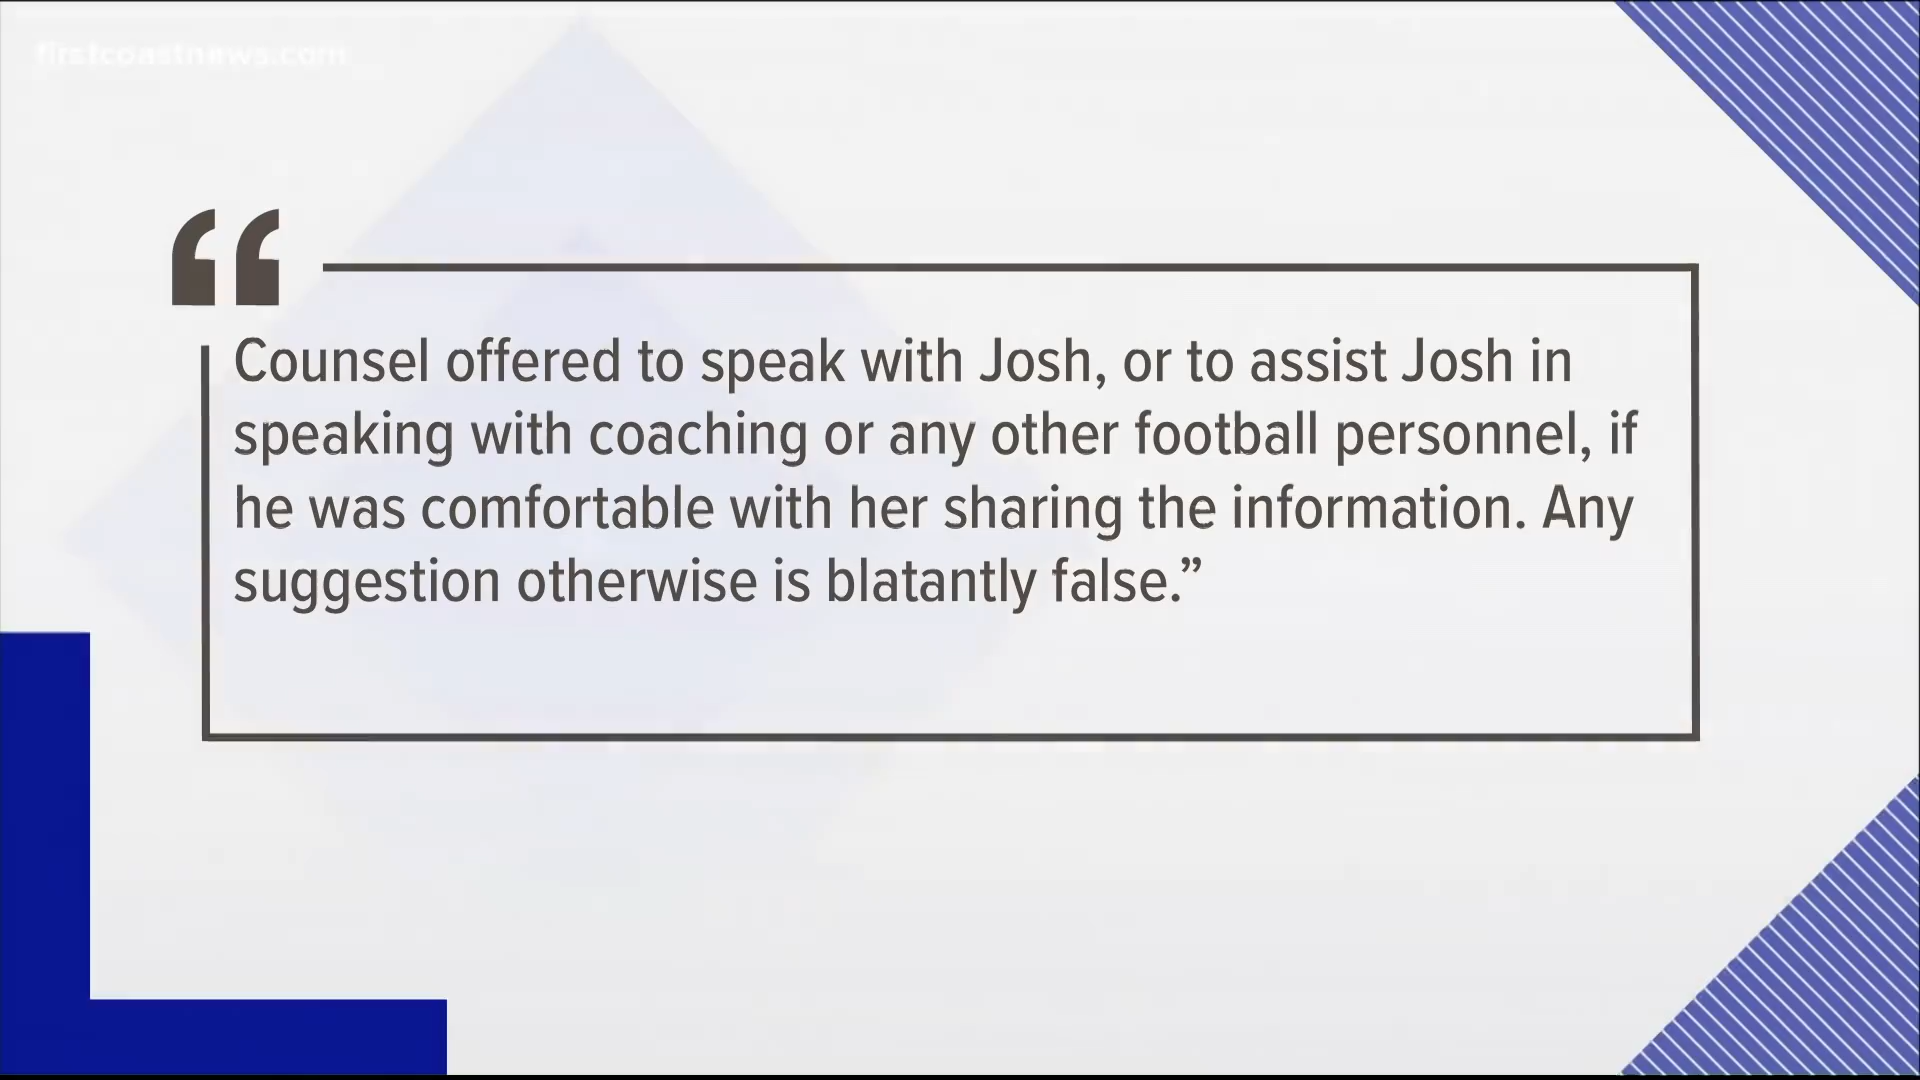 firstcoastnews.com
“
Counsel offered to speak with Josh, or to assist Josh in
speaking with coaching or any other football personnel, if
he was comfortable with her sharing the information. Any
suggestion otherwise is blatantly false.”